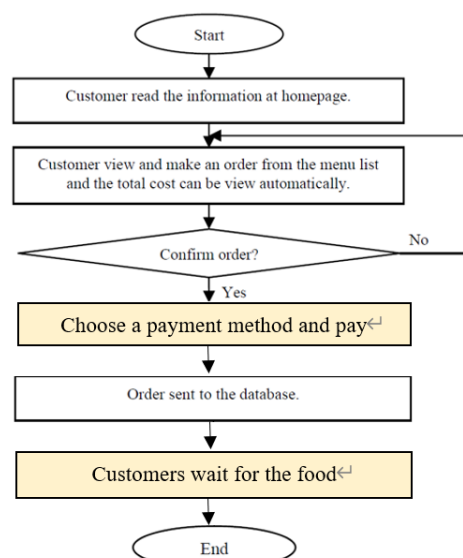 Start
Customer read the information at homepage.
Customer view and make an order from the menu list
and the total cost can be view automatically.
Confirm order?
No
Yes
Choose a payment method and pay↵
Order sent to the database.
Customers wait for the food↵
End